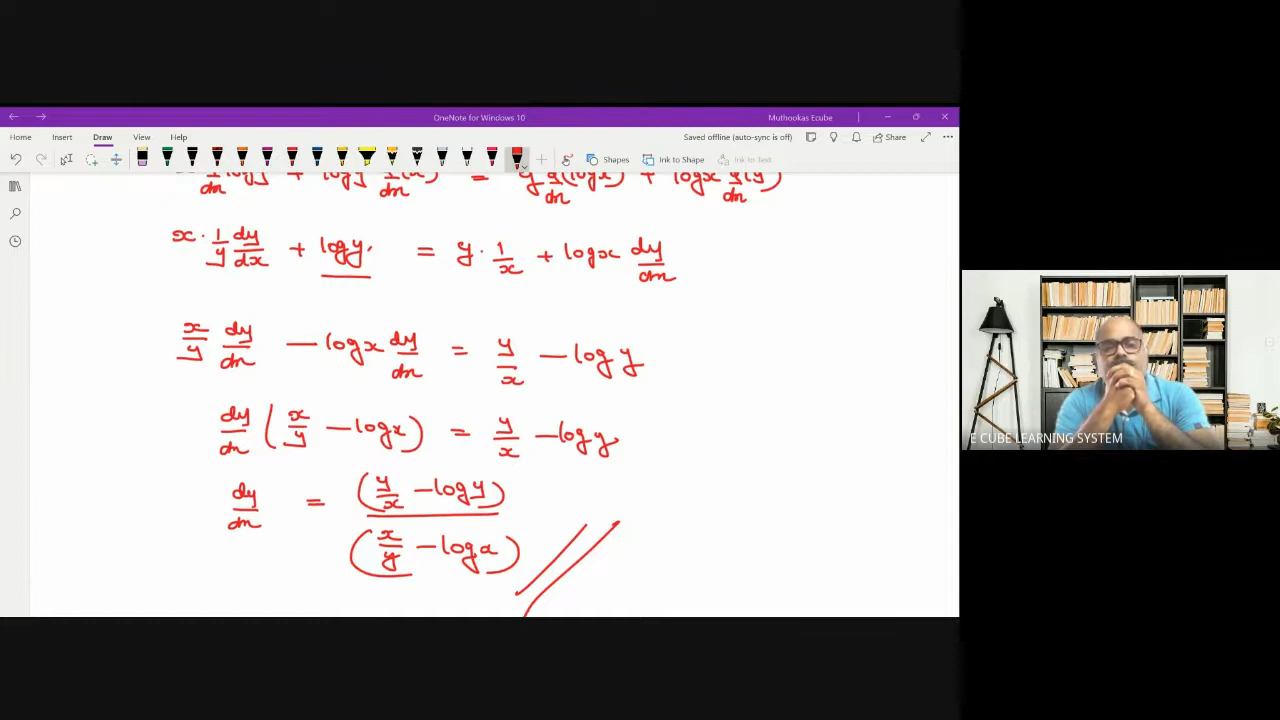 OneNote for Windows 10
Muthookas Ecube
Home Insert Draw View Help
Saved offline (auto-sync is off)
Share
Shapes
Ink to Shape
Ink to Text
x · 1/y dy/dx + log y = y · 1/x + log x dy/dx
x/y dy/dx − log x dy/dx = y/x − log y
dy/dx ( x/y − log x ) = y/x − log y
dy/dx = ( y/x − log y ) / ( x/y − log x )
E CUBE LEARNING SYSTEM